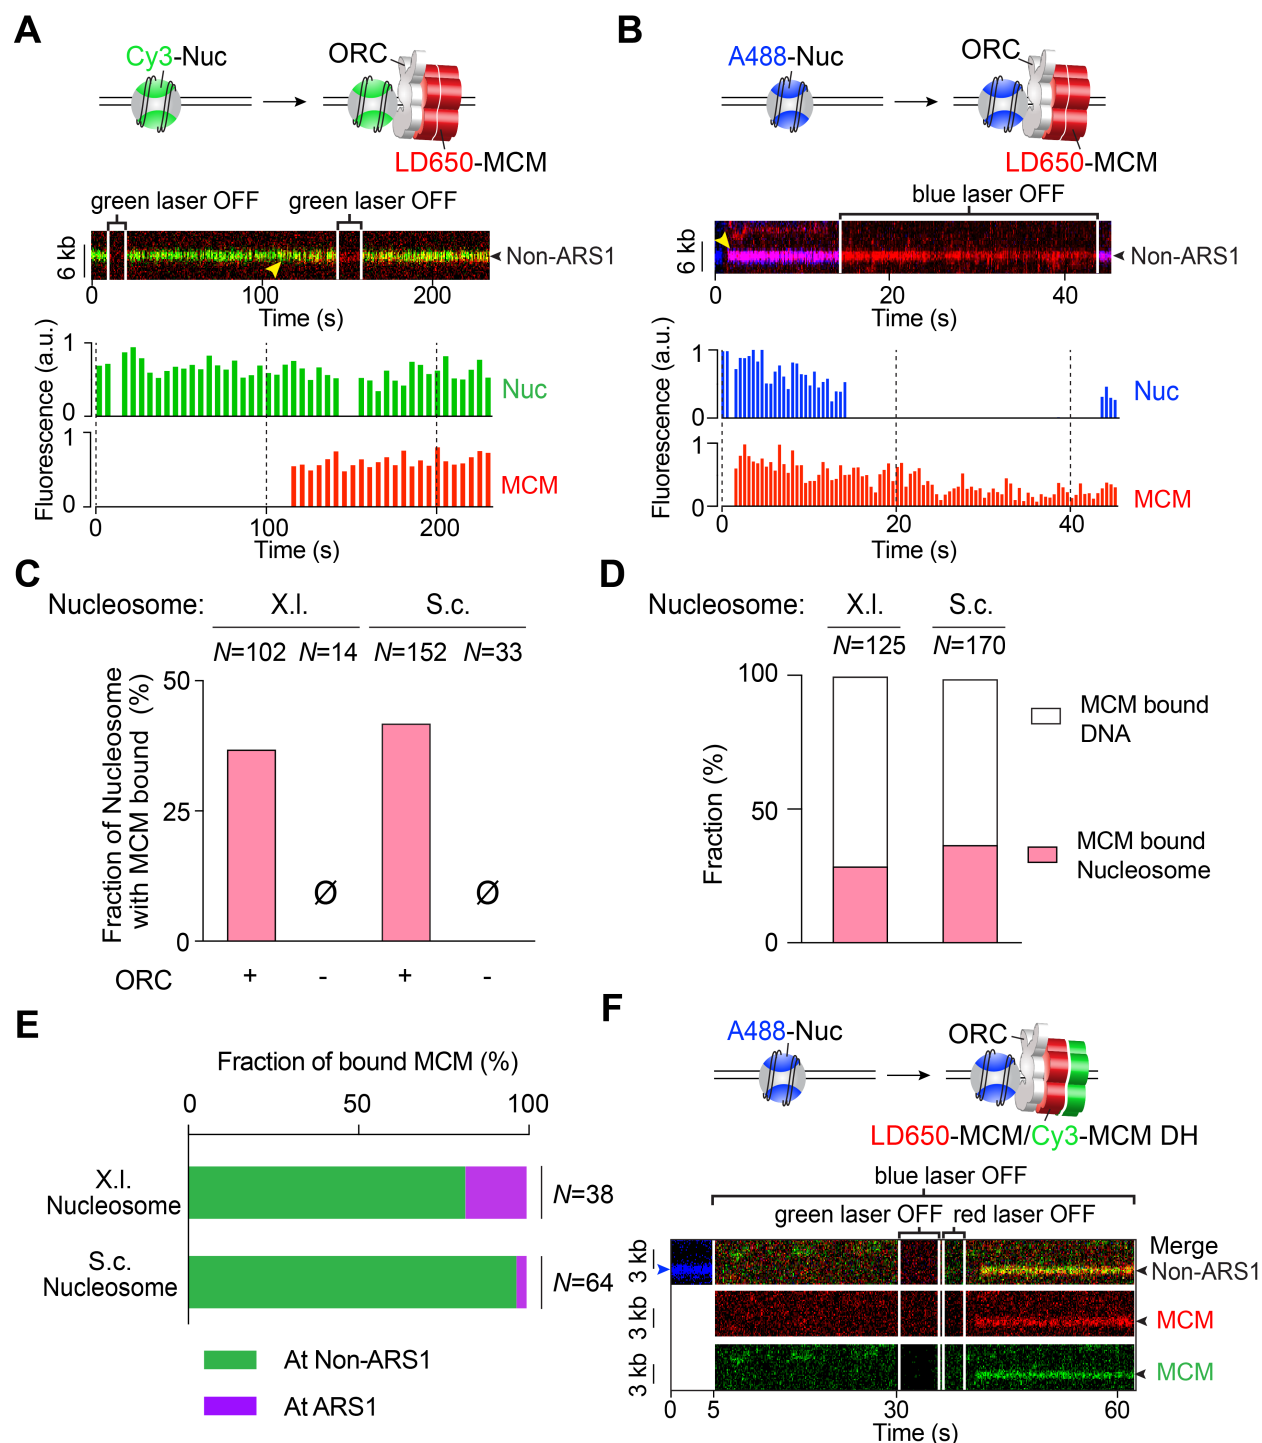 A
Cy3-Nuc
ORC
LD650-MCM
green laser OFF
green laser OFF
6 kb
Non-ARS1
0
100
200
Time (s)
Fluorescence (a.u.)
1
0
Nuc
1
0
MCM
0
100
200
Time (s)
B
A488-Nuc
ORC
LD650-MCM
blue laser OFF
6 kb
Non-ARS1
0
20
40
Time (s)
Fluorescence (a.u.)
1
0
Nuc
1
0
MCM
0
20
40
Time (s)
C
Nucleosome:
X.l.
S.c.
N=102
N=14
N=152
N=33
Fraction of Nucleosome
with MCM bound (%)
50
25
0
Ø
Ø
ORC
+
-
+
-
D
Nucleosome:
X.l.
S.c.
N=125
N=170
Fraction (%)
100
50
0
MCM bound
DNA
MCM bound
Nucleosome
E
Fraction of bound MCM (%)
0
50
100
X.l.
Nucleosome
N=38
S.c.
Nucleosome
N=64
At Non-ARS1
At ARS1
F
A488-Nuc
ORC
LD650-MCM/Cy3-MCM DH
blue laser OFF
green laser OFF
red laser OFF
3 kb
Merge
Non-ARS1
3 kb
MCM
3 kb
MCM
0
5
30
60
Time (s)